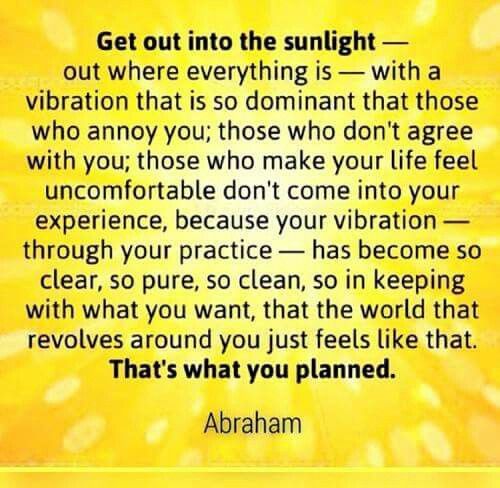 Get out into the sunlight —
out where everything is — with a
vibration that is so dominant that those
who annoy you; those who don't agree
with you; those who make your life feel
uncomfortable don't come into your
experience, because your vibration —
through your practice — has become so
clear, so pure, so clean, so in keeping
with what you want, that the world that
revolves around you just feels like that.
That's what you planned.
Abraham